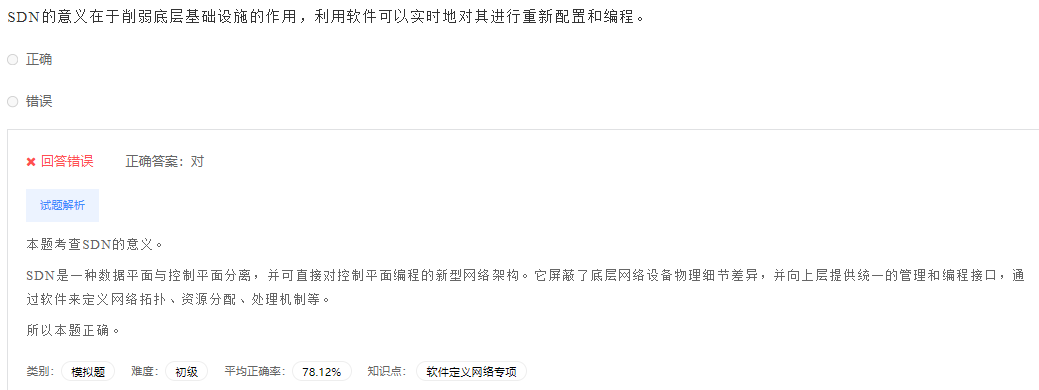 SDN的意义在于削弱底层基础设施的作用，利用软件可以实时地对其进行重新配置和编程。
正确
错误
回答错误 正确答案：对
试题解析
本题考查SDN的意义。
SDN是一种数据平面与控制平面分离，并可直接对控制平面编程的新型网络架构。它屏蔽了底层网络设备物理细节差异，并向上层提供统一的管理和编程接口，通
过软件来定义网络拓扑、资源分配、处理机制等。
所以本题正确。
类别： 模拟题 难度： 初级 平均正确率： 78.12% 知识点： 软件定义网络专项